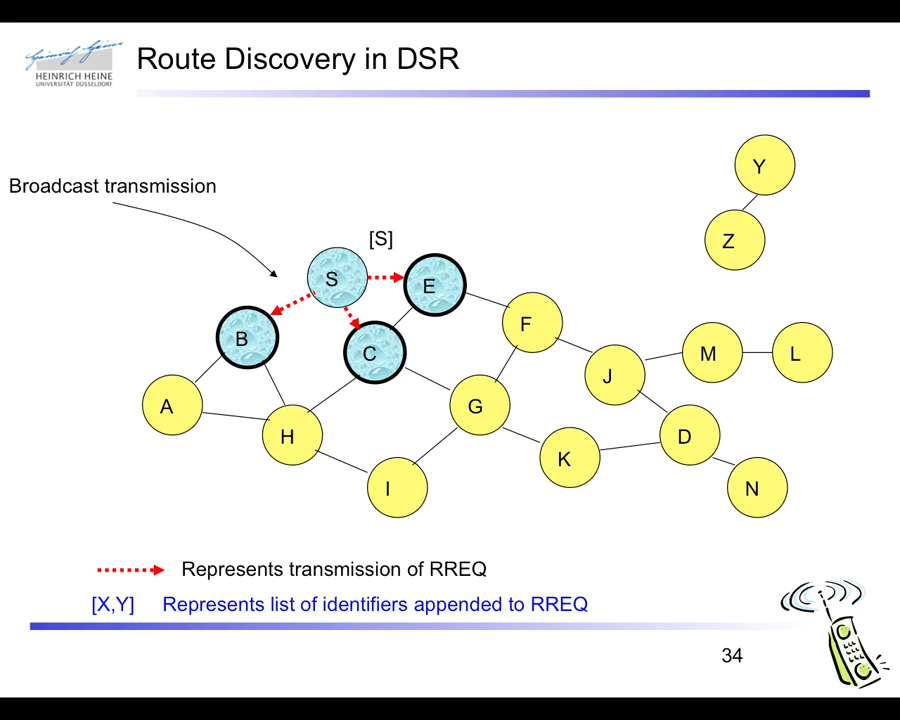 HEINRICH HEINE
UNIVERSITÄT DÜSSELDORF
Route Discovery in DSR
Y
Broadcast transmission
[S]
Z
S
E
F
B
C
M
L
J
A
G
H
D
K
I
N
Represents transmission of RREQ
[X,Y] Represents list of identifiers appended to RREQ
34